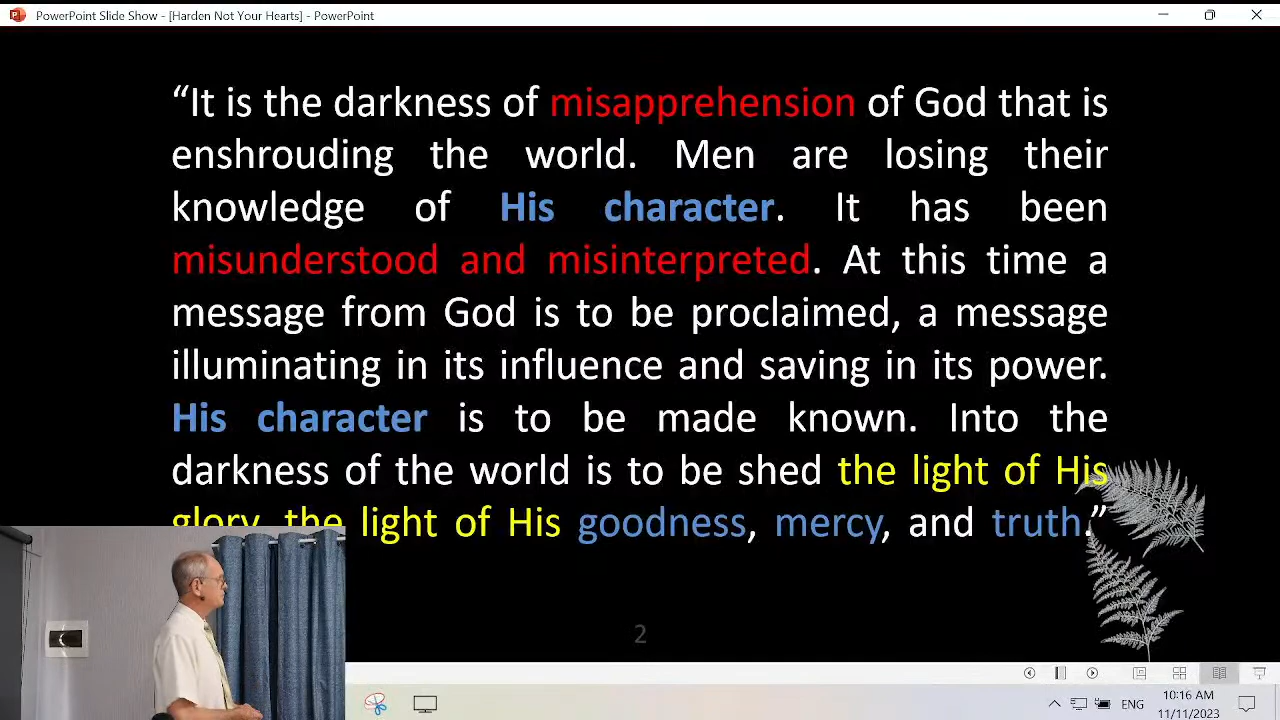 PowerPoint Slide Show - [Harden Not Your Hearts] - PowerPoint
“It is the darkness of misapprehension of God that is
enshrouding the world. Men are losing their
knowledge of His character. It has been
misunderstood and misinterpreted. At this time a
message from God is to be proclaimed, a message
illuminating in its influence and saving in its power.
His character is to be made known. Into the
darkness of the world is to be shed the light of His
glory, the light of His goodness, mercy, and truth.”
2
ENG
10:16 AM
11/11/2023